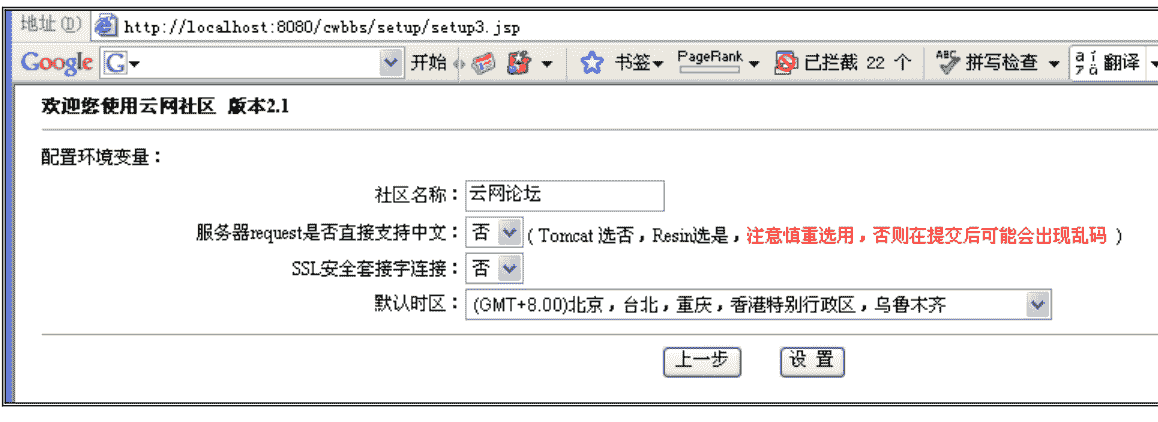 地址(D) http://localhost:8080/cwbbs/setup/setup3.jsp
Google G 开始 书签 PageRank 已拦截 22 个 ABC 拼写检查 翻译
欢迎您使用云网社区 版本2.1
配置环境变量：
社区名称： 云网论坛
服务器request是否直接支持中文： 否 ( Tomcat 选否，Resin选是，注意慎重选用，否则在提交后可能会出现乱码 )
SSL安全套接字连接： 否
默认时区： (GMT+8.00)北京，台北，重庆，香港特别行政区，乌鲁木齐
上一步 设 置